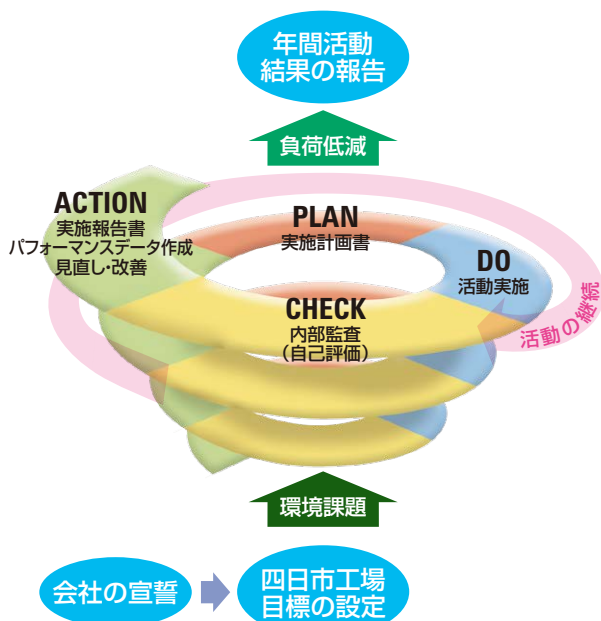 年間活動
結果の報告
負荷低減
ACTION
実施報告書
パフォーマンスデータ作成
見直し・改善
PLAN
実施計画書
DO
活動実施
CHECK
内部監査
（自己評価）
活動の継続
環境課題
会社の宣誓
四日市工場
目標の設定